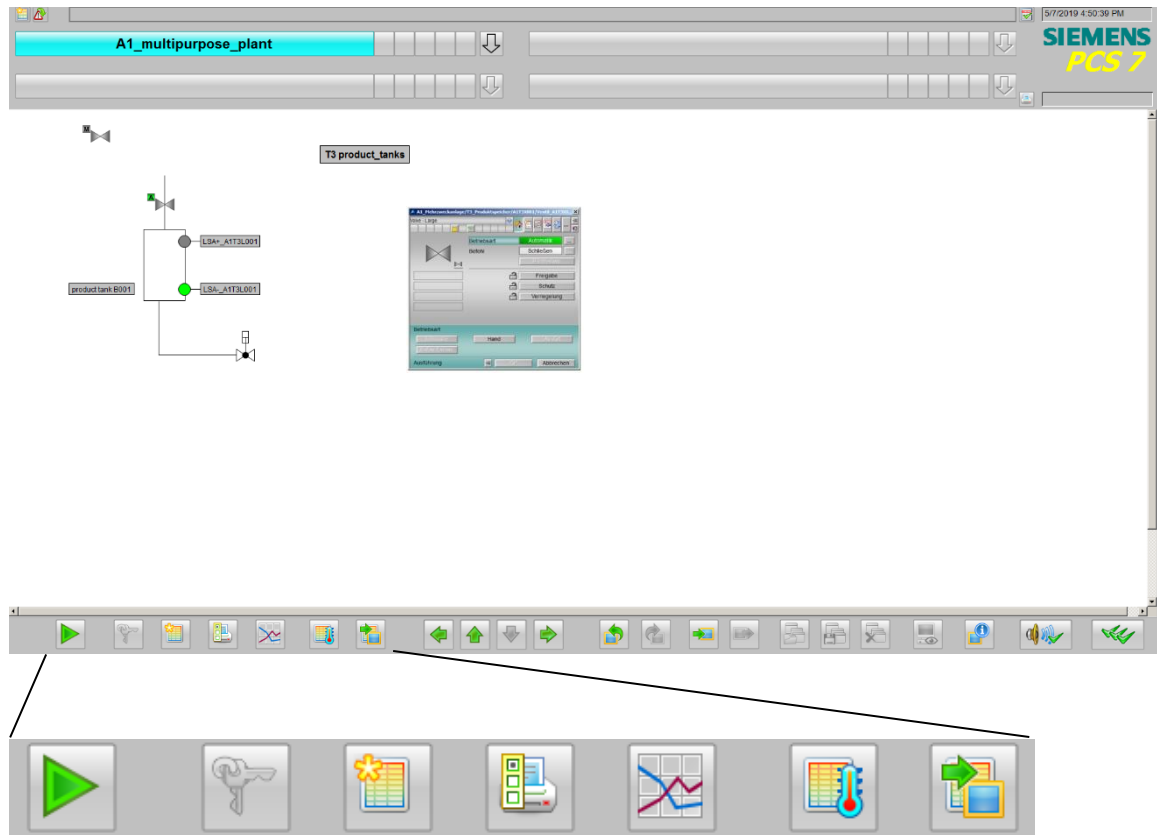 5/7/2019 4:50:39 PM
A1_multipurpose_plant
SIEMENS
PCS 7
M
T3 product_tanks
A
LSA+_A1T3L001
product tank B001
LSA-_A1T3L001
Betriebsart
Automatik
Befehl
Schließen
Freigabe
Schutz
Verriegelung
Betriebsart
Hand
Ausführung
Abbrechen